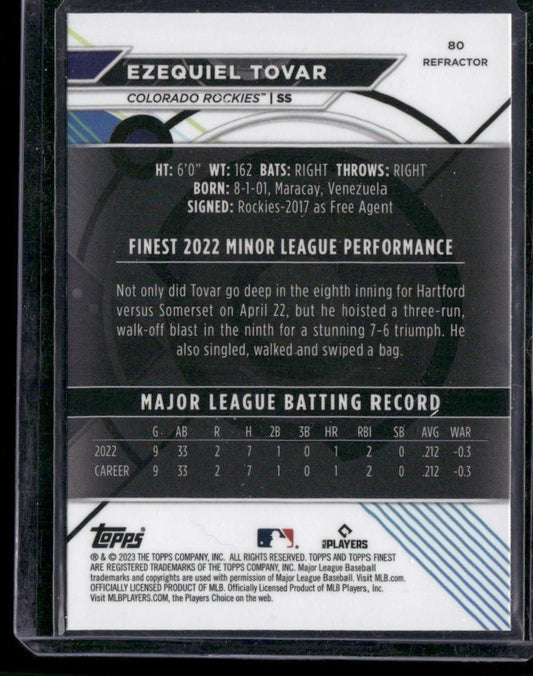 80
REFRACTOR
EZEQUIEL TOVAR
COLORADO ROCKIES™ | SS
HT: 6'0" WT: 162 BATS: RIGHT THROWS: RIGHT
BORN: 8-1-01, Maracay, Venezuela
SIGNED: Rockies-2017 as Free Agent
FINEST 2022 MINOR LEAGUE PERFORMANCE
Not only did Tovar go deep in the eighth inning for Hartford
versus Somerset on April 22, but he hoisted a three-run,
walk-off blast in the ninth for a stunning 7-6 triumph. He
also singled, walked and swiped a bag.
MAJOR LEAGUE BATTING RECORD
G AB R H 2B 3B HR RBI SB AVG WAR
2022 9 33 2 7 1 0 1 2 0 .212 -0.3
CAREER 9 33 2 7 1 0 1 2 0 .212 -0.3
Topps
MLB PLAYERS
® & © 2023 THE TOPPS COMPANY, INC. ALL RIGHTS RESERVED. TOPPS AND TOPPS FINEST
ARE REGISTERED TRADEMARKS OF THE TOPPS COMPANY, INC. Major League Baseball
trademarks and copyrights are used with permission of Major League Baseball. Visit MLB.com.
OFFICIALLY LICENSED PRODUCT OF MLB. Officially Licensed Product of MLB Players, Inc.
Visit MLBPLAYERS.com, the Players Choice on the web.